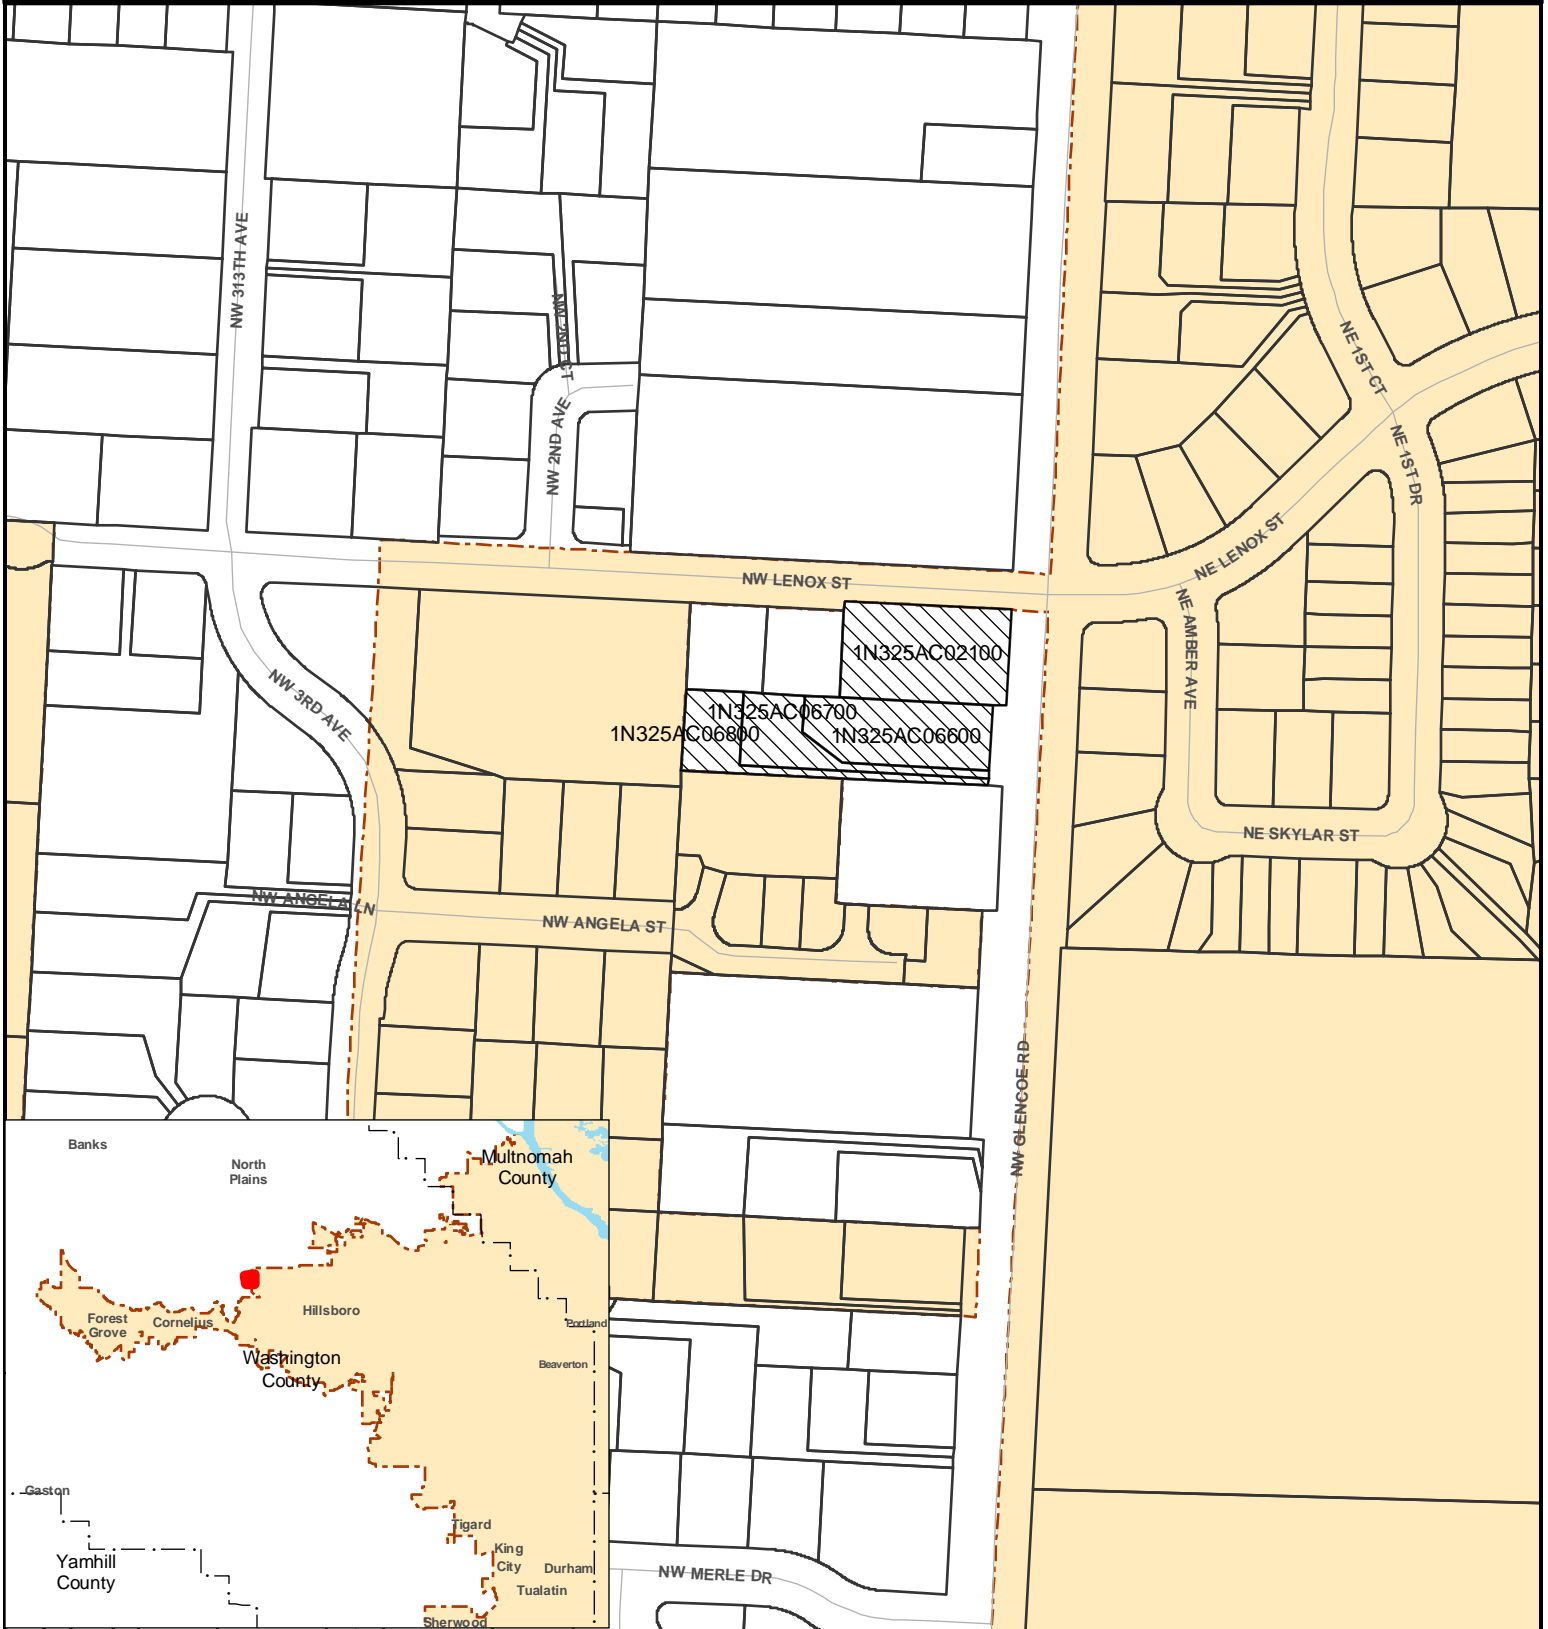 NW 313TH AVE
NW 2ND CT
NE 1ST CT
NW 2ND AVE
NE 1ST DR
NE LENOX ST
NW LENOX ST
NE AMBER AVE
1N325AC02100
NW 3RD AVE
1N325AC06700
1N325AC06800
1N325AC06600
NE SKYLAR ST
NW ANGELA LN
NW ANGELA ST
NW GLENCOE RD
Banks
Multnomah
County
North
Plains
Hillsboro
Forest
Grove
Cornelius
Portland
Washington
County
Beaverton
Gaston
Tigard
King
City
Yamhill
County
Durham
Tualatin
Sherwood
NW MERLE DR